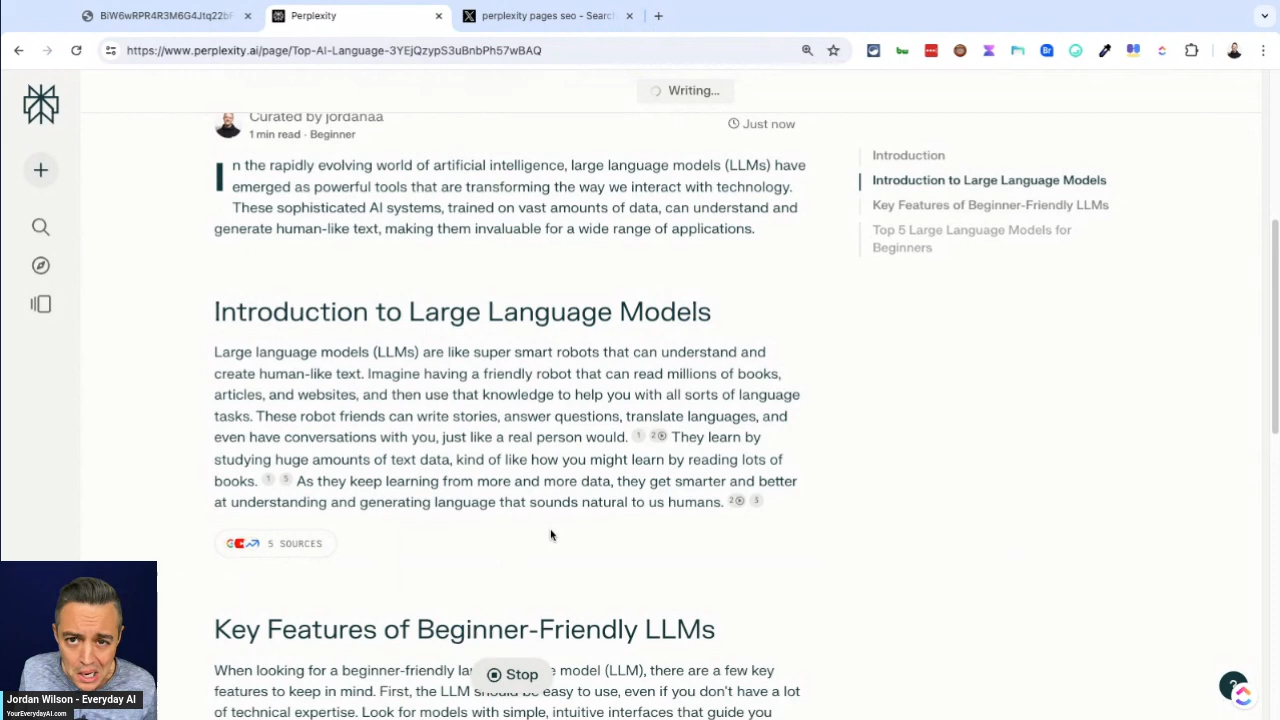 BiW6wRPR4R3M6G4Jtq22bF
Perplexity
perplexity pages seo - Searc
https://www.perplexity.ai/page/Top-AI-Language-3YEjQzypS3uBnbPh57wBAQ
Writing...
Curated by jordanaa
1 min read · Beginner
Just now
In the rapidly evolving world of artificial intelligence, large language models (LLMs) have
emerged as powerful tools that are transforming the way we interact with technology.
These sophisticated AI systems, trained on vast amounts of data, can understand and
generate human-like text, making them invaluable for a wide range of applications.
Introduction
Introduction to Large Language Models
Key Features of Beginner-Friendly LLMs
Top 5 Large Language Models for
Beginners
Introduction to Large Language Models
Large language models (LLMs) are like super smart robots that can understand and
create human-like text. Imagine having a friendly robot that can read millions of books,
articles, and websites, and then use that knowledge to help you with all sorts of language
tasks. These robot friends can write stories, answer questions, translate languages, and
even have conversations with you, just like a real person would. 1 2 They learn by
studying huge amounts of text data, kind of like how you might learn by reading lots of
books. 1 5 As they keep learning from more and more data, they get smarter and better
at understanding and generating language that sounds natural to us humans. 2 3
5 SOURCES
Key Features of Beginner-Friendly LLMs
When looking for a beginner-friendly model (LLM), there are a few key
features to keep in mind. First, the LLM should be easy to use, even if you don't have a lot
of technical expertise. Look for models with simple, intuitive interfaces that guide you
Stop
?
Jordan Wilson - Everyday AI
YourEverydayAI.com